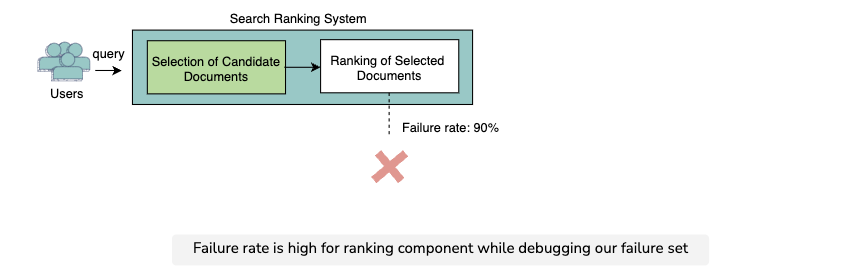 Search Ranking System
query
Users
Selection of Candidate
Documents
Ranking of Selected
Documents
Failure rate: 90%
Failure rate is high for ranking component while debugging our failure set